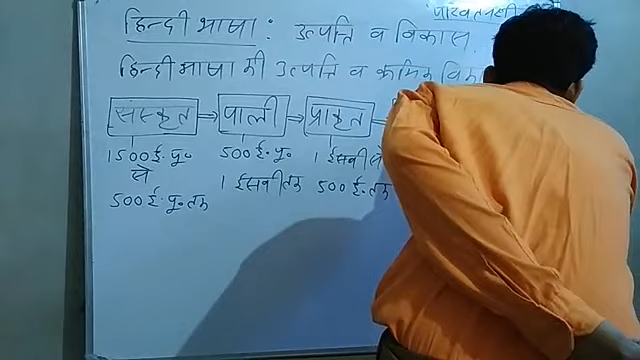 हिन्दी भाषा : उत्पत्ति व विकास
हिन्दी भाषा की उत्पत्ति व क्रमिक
संस्कृत ⇒ पाली ⇒ प्राकृत ⇒
1500 ई॰ पू॰ 500 ई॰ पू॰ 1 ईसवी से
से 1 ईसवी तक 500 ई॰ तक
500 ई॰ पू॰ तक